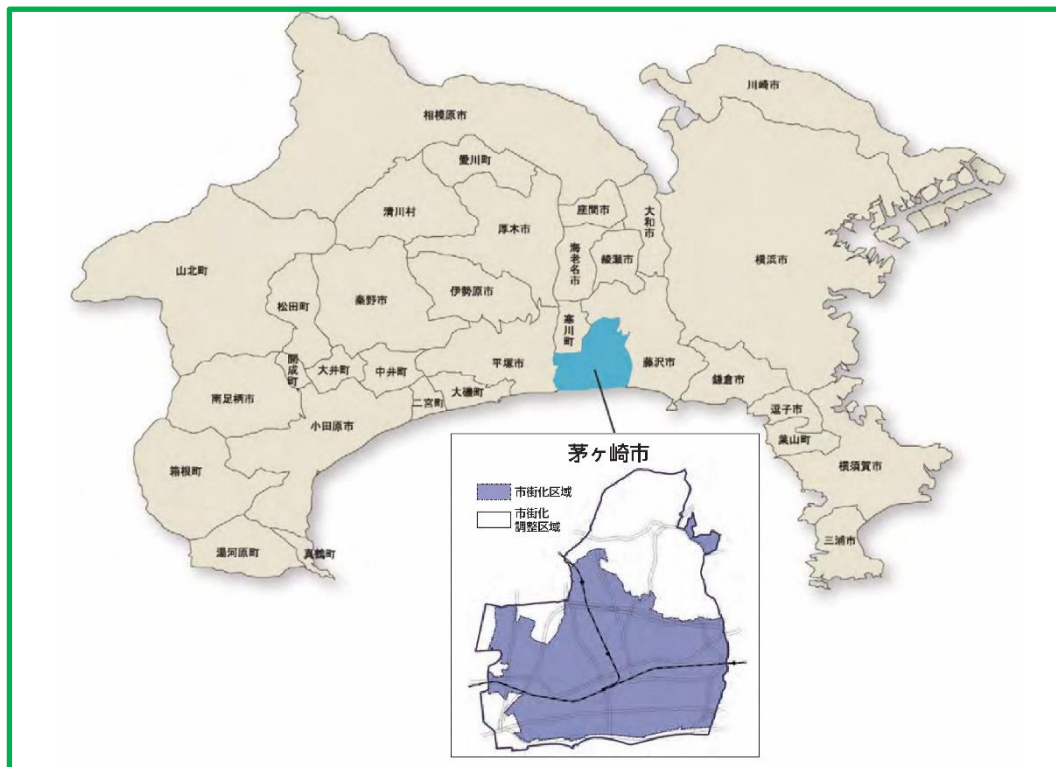 川崎市
相模原市
愛川町
清川村
座間市
大和市
厚木市
海老名市
綾瀬市
横浜市
山北町
伊勢原市
秦野市
松田町
寒川町
開成町
大井町
中井町
平塚市
藤沢市
鎌倉市
南足柄市
大磯町
二宮町
逗子市
小田原市
葉山町
横須賀市
箱根町
三浦市
湯河原町
真鶴町
茅ヶ崎市
市街化区域
市街化
調整区域